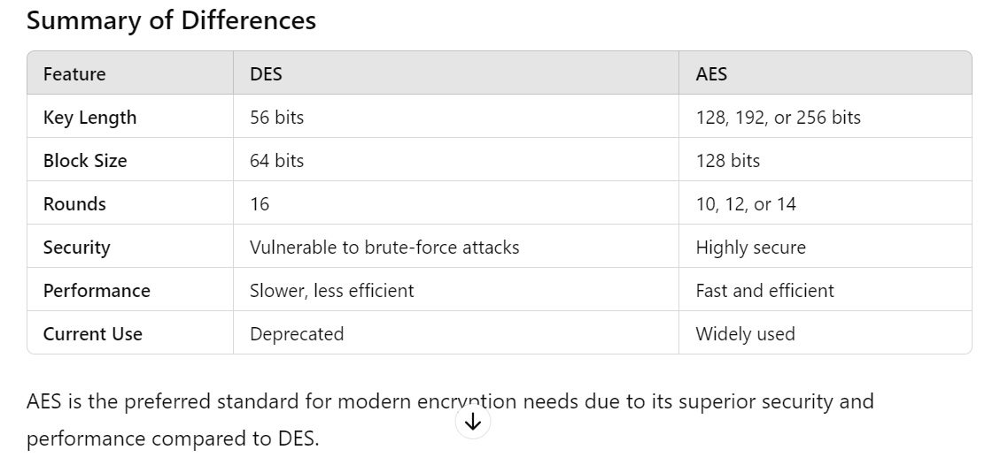 Summary of Differences
Feature DES AES
Key Length 56 bits 128, 192, or 256 bits
Block Size 64 bits 128 bits
Rounds 16 10, 12, or 14
Security Vulnerable to brute-force attacks Highly secure
Performance Slower, less efficient Fast and efficient
Current Use Deprecated Widely used
AES is the preferred standard for modern encryption needs due to its superior security and
performance compared to DES.